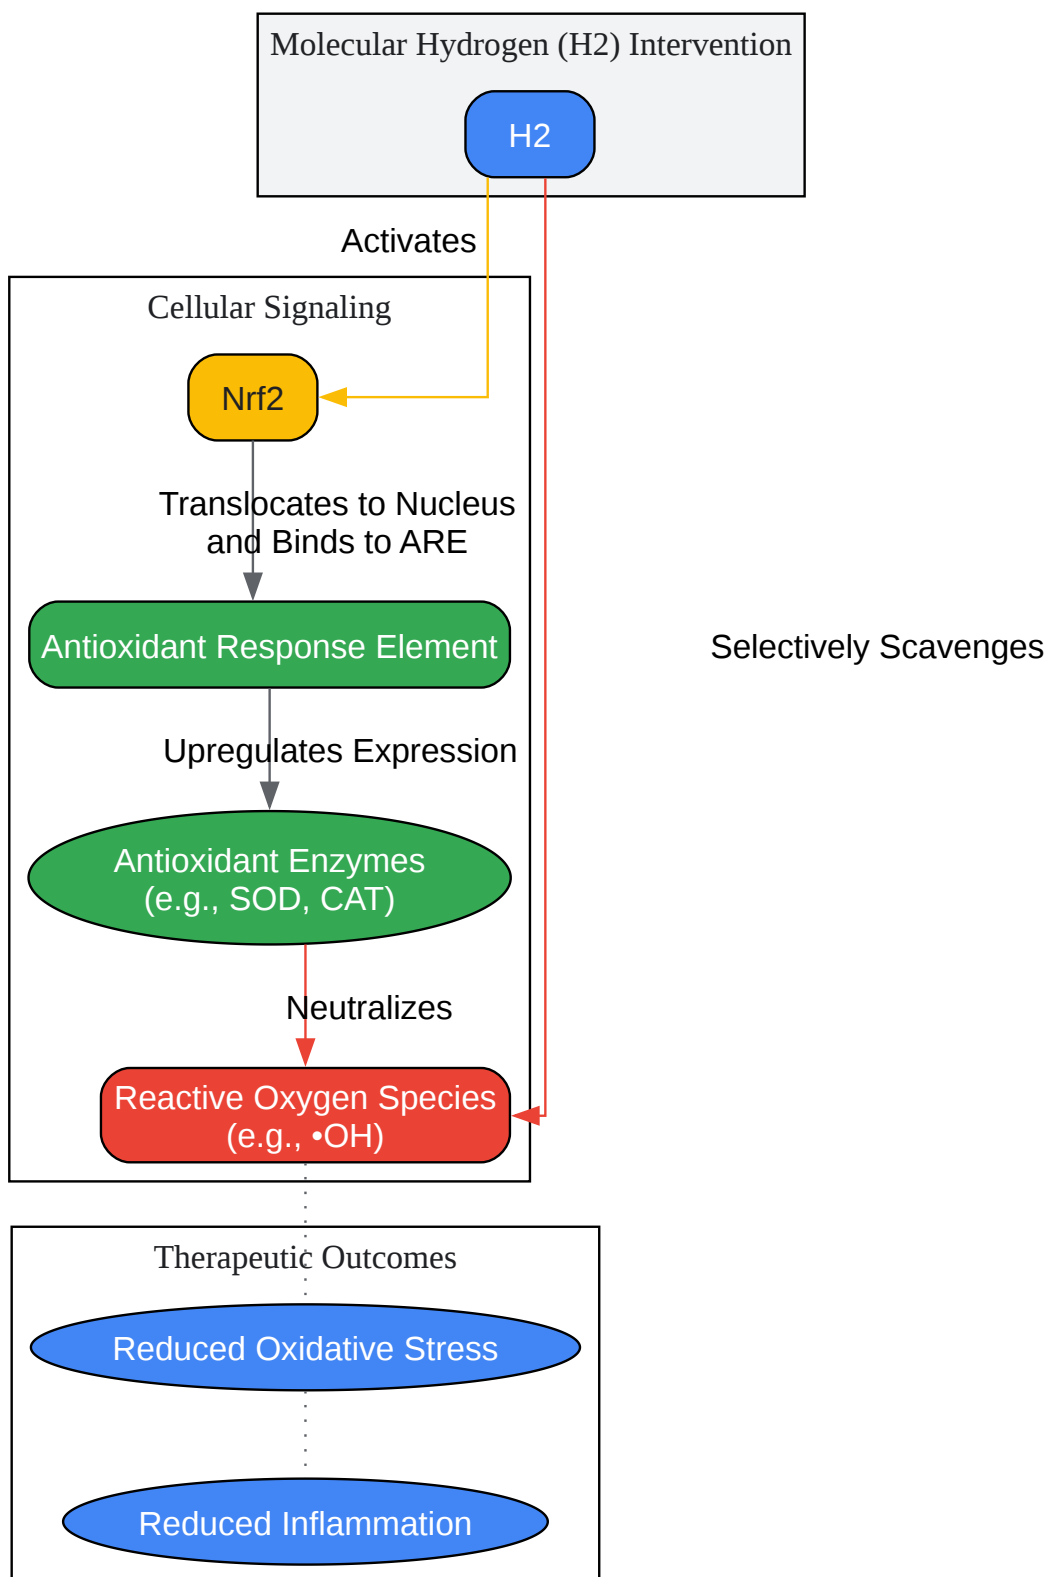 Molecular Hydrogen (H2) Intervention
H2
Activates
Cellular Signaling
Nrf2
Translocates to Nucleus
and Binds to ARE
Antioxidant Response Element
Selectively Scavenges
Upregulates Expression
Antioxidant Enzymes
(e.g., SOD, CAT)
Neutralizes
Reactive Oxygen Species
(e.g., •OH)
Therapeutic Outcomes
Reduced Oxidative Stress
Reduced Inflammation